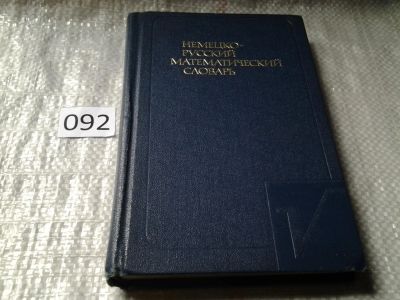 НЕМЕЦКО-
РУССКИЙ
МАТЕМАТИЧЕСКИЙ
СЛОВАРЬ
092